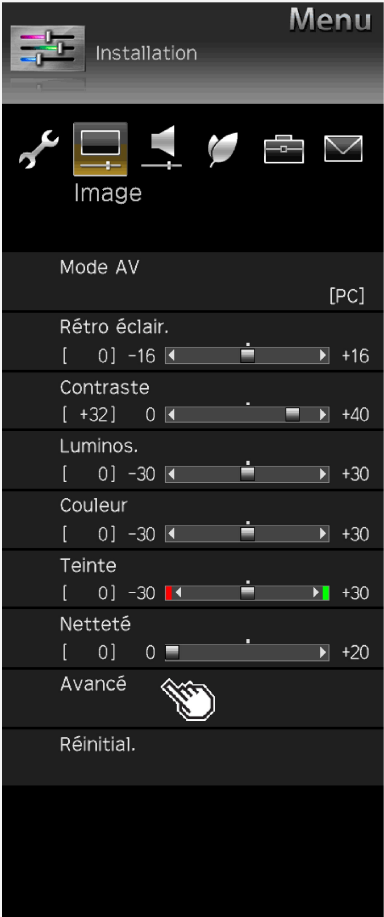 Menu
Installation
Image
Mode AV
[PC]
Rétro éclair.
[ 0] -16 +16
Contraste
[ +32] 0 +40
Luminos.
[ 0] -30 +30
Couleur
[ 0] -30 +30
Teinte
[ 0] -30 +30
Netteté
[ 0] 0 +20
Avancé
Réinitial.